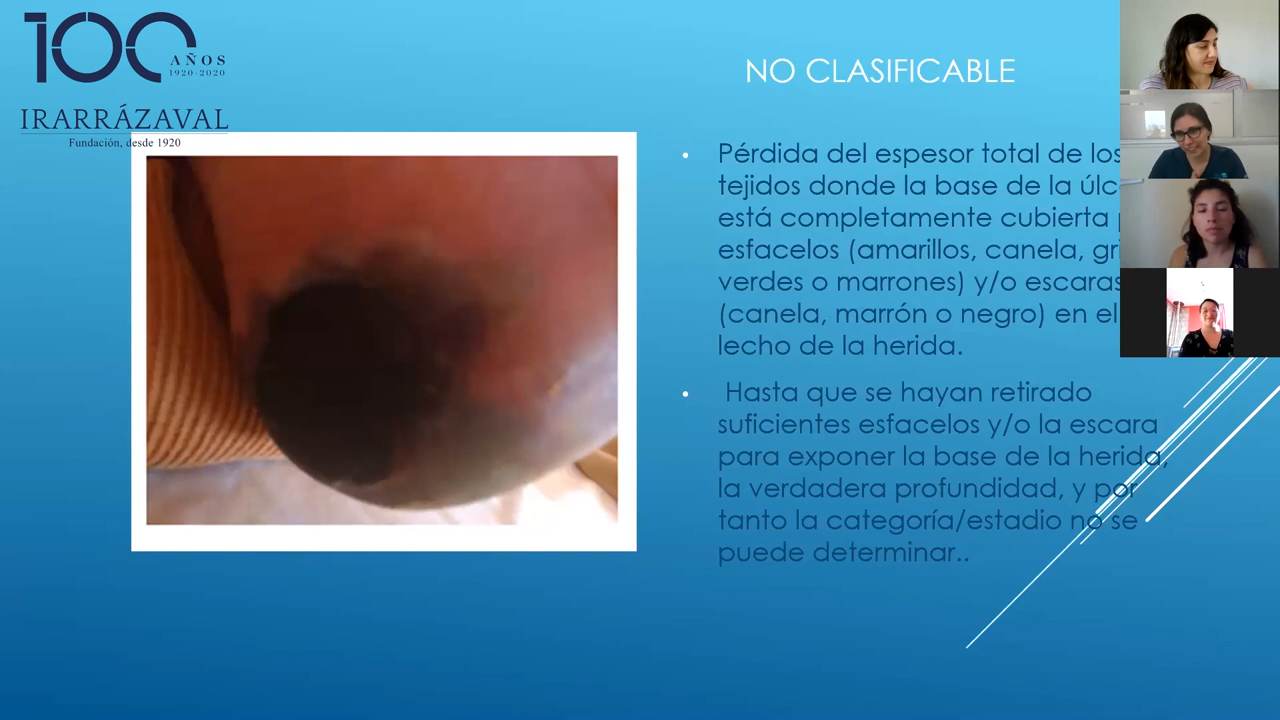 100
AÑOS
1920-2020
IRARRÁZAVAL
Fundación, desde 1920
NO CLASIFICABLE
• Pérdida del espesor total de los
tejidos donde la base de la
está completamente cubierta
esfacelos (amarillos, canela,
verdes o marrones) y/o escaras
(canela, marrón o negro) en el
lecho de la herida.
• Hasta que se hayan retirado
suficientes esfacelos y/o la escara
para exponer la base de la herida,
la verdadera profundidad, y por
tanto la categoría/estadio no se
puede determinar..